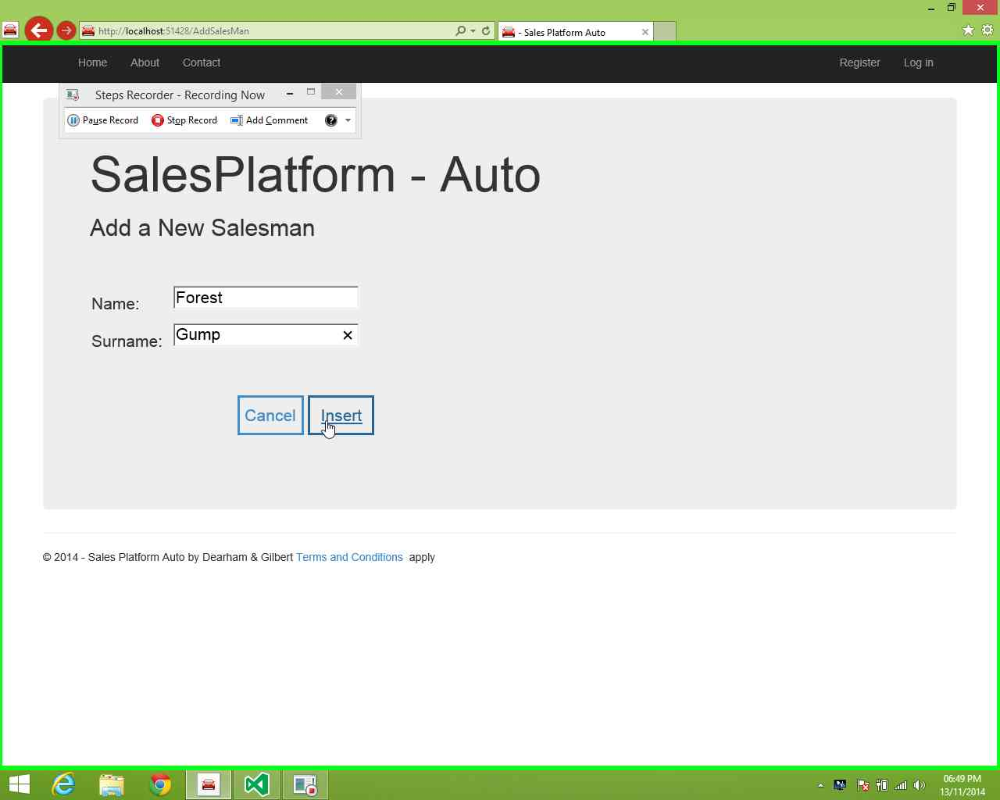 http://localhost:51428/AddSalesMan
- Sales Platform Auto
Home About Contact Register Log in
Steps Recorder - Recording Now
Pause Record Stop Record Add Comment
SalesPlatform - Auto
Add a New Salesman
Name: Forest
Surname: Gump
Cancel Insert
© 2014 - Sales Platform Auto by Dearham & Gilbert Terms and Conditions apply
06:49 PM
13/11/2014